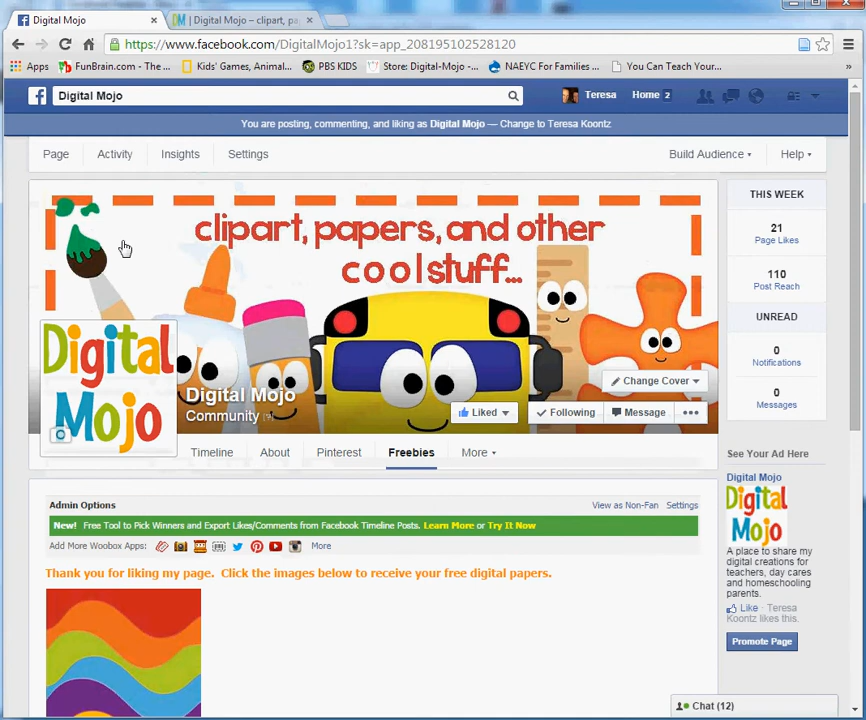 Digital Mojo
DM | Digital Mojo – clipart, pa
https://www.facebook.com/DigitalMojo1?sk=app_208195102528120
Apps
FunBrain.com - The ...
Kids' Games, Animal...
PBS KIDS
Store: Digital-Mojo -...
NAEYC For Families ...
You Can Teach Your...
»
f
Digital Mojo
Teresa
Home 2
You are posting, commenting, and liking as Digital Mojo — Change to Teresa Koontz
Page
Activity
Insights
Settings
Build Audience
Help
clipart, papers, and other
cool stuff...
Digital
Mojo
Digital Mojo
Community [?]
Change Cover
Liked
Following
Message
•••
Timeline
About
Pinterest
Freebies
More
THIS WEEK
21
Page Likes
110
Post Reach
UNREAD
0
Notifications
0
Messages
See Your Ad Here
Digital Mojo
Digital
Mojo
A place to share my
digital creations for
teachers, day cares
and homeschooling
parents.
Like · Teresa
Koontz likes this.
Promote Page
Admin Options
View as Non-Fan
Settings
New! Free Tool to Pick Winners and Export Likes/Comments from Facebook Timeline Posts. Learn More or Try It Now
Add More Woobox Apps:
More
Thank you for liking my page. Click the images below to receive your free digital papers.
Chat (12)